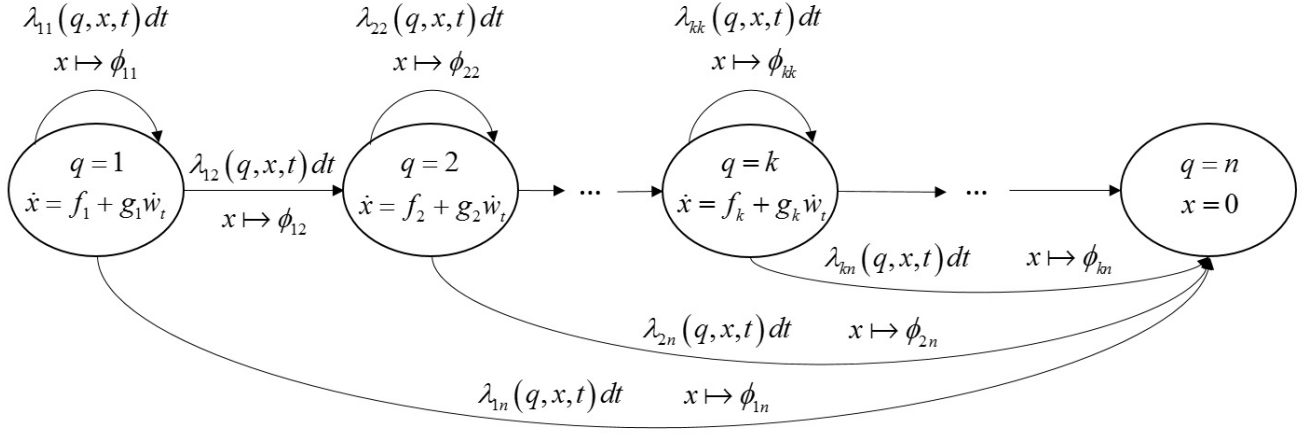 λ₁₁(q,x,t)dt
x ↦ ϕ₁₁
λ₂₂(q,x,t)dt
x ↦ ϕ₂₂
λₖₖ(q,x,t)dt
x ↦ ϕₖₖ
q = 1
ẋ = f₁ + g₁ẇₜ
λ₁₂(q,x,t)dt
x ↦ ϕ₁₂
q = 2
ẋ = f₂ + g₂ẇₜ
...
q = k
ẋ = fₖ + gₖẇₜ
...
q = n
x = 0
λₖₙ(q,x,t)dt x ↦ ϕₖₙ
λ₂ₙ(q,x,t)dt x ↦ ϕ₂ₙ
λ₁ₙ(q,x,t)dt x ↦ ϕ₁ₙ